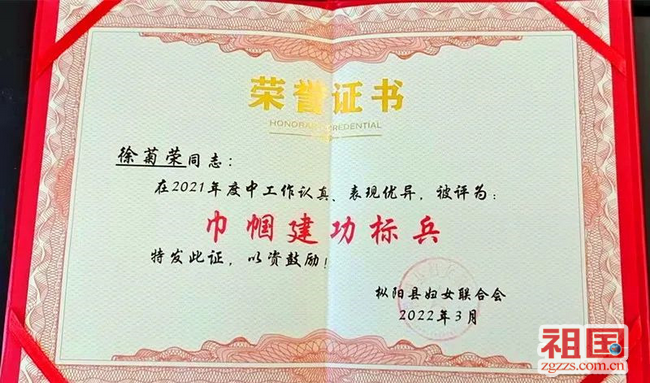 荣誉证书
HONORARY CREDENTIAL
徐菊荣同志：
在2021年度中工作认真、表现优异，被评为：
巾帼建功标兵
特发此证，以资鼓励！
枞阳县妇女联合会
2022年3月
祖国
zgzzs.com.cn